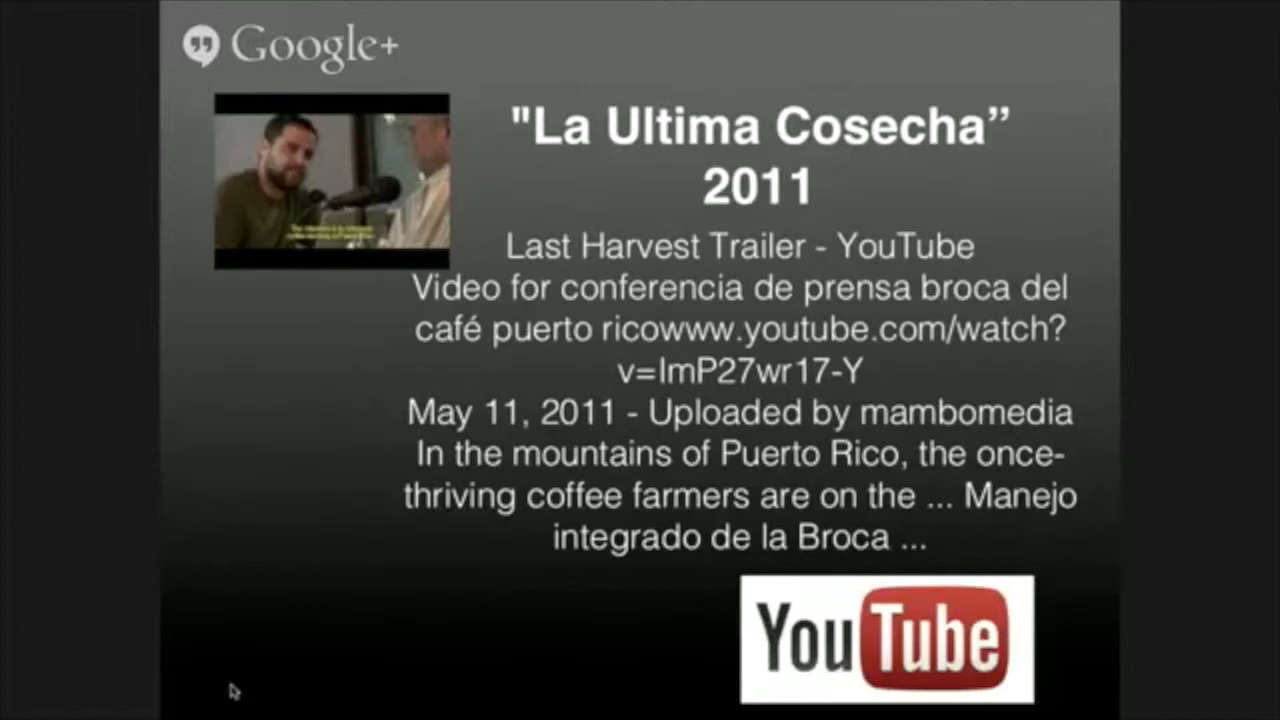 Google+
"La Ultima Cosecha”
2011
Last Harvest Trailer - YouTube
Video for conferencia de prensa broca del
café puerto ricowww.youtube.com/watch?
v=ImP27wr17-Y
May 11, 2011 - Uploaded by mambomedia
In the mountains of Puerto Rico, the once-
thriving coffee farmers are on the ... Manejo
integrado de la Broca ...
YouTube